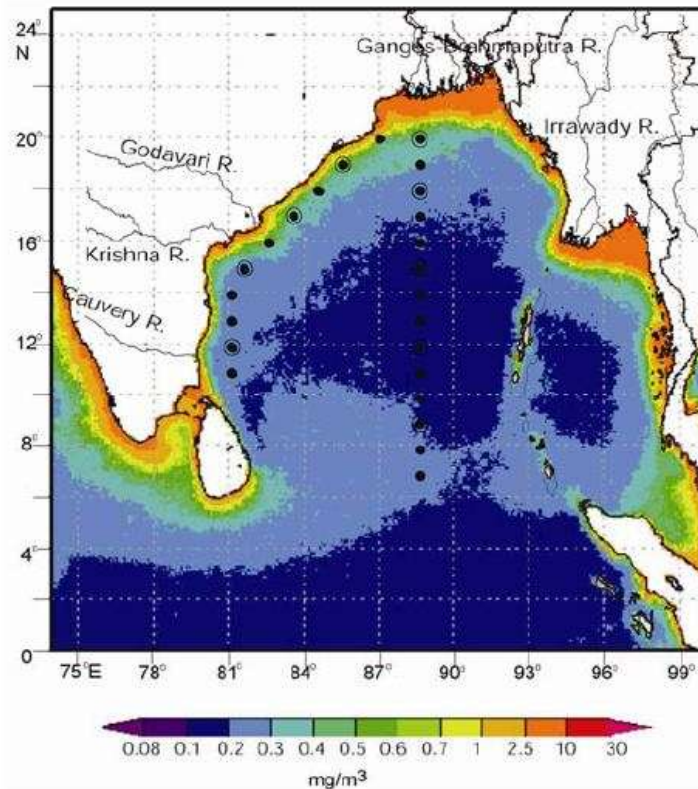 24
N
Ganges-Brahmaputra R.
20°
Godavari R.
Irrawady R.
16°
Krishna R.
Cauvery R.
12°
8°
4°
0
75°E 78° 81° 84° 87° 90° 93° 96° 99°
0.08 0.1 0.2 0.3 0.4 0.5 0.6 0.7 1 2.5 10 30
mg/m³